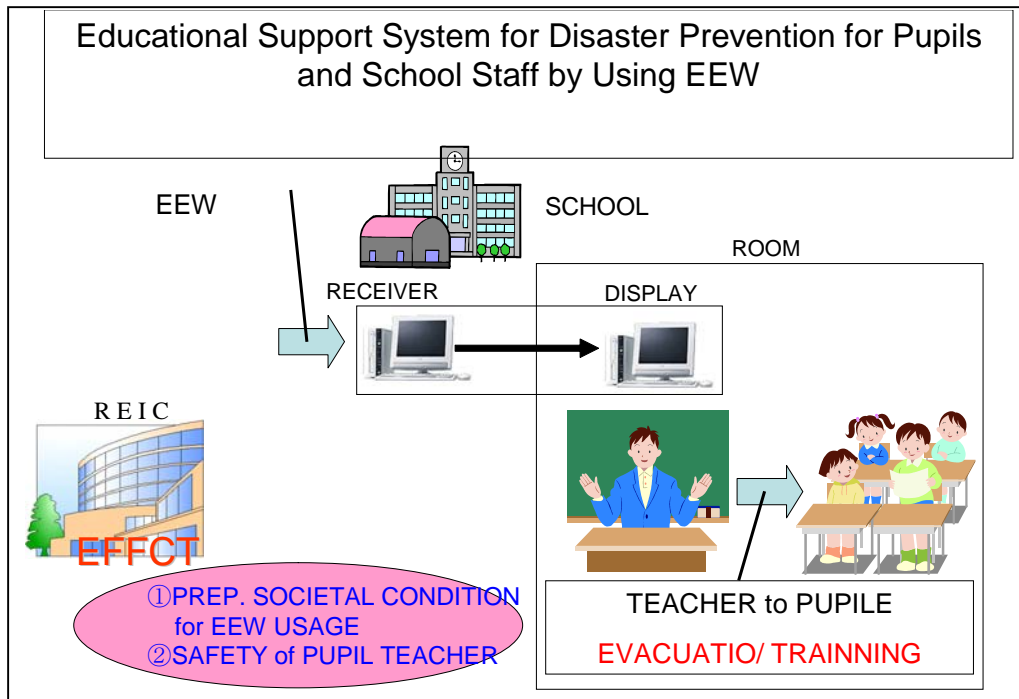 Educational Support System for Disaster Prevention for Pupils
and School Staff by Using EEW
EEW
SCHOOL
ROOM
RECEIVER
DISPLAY
R E I C
EFFCT
①PREP. SOCIETAL CONDITION
for EEW USAGE
②SAFETY of PUPIL TEACHER
TEACHER to PUPILE
EVACUATIO/ TRAINNING